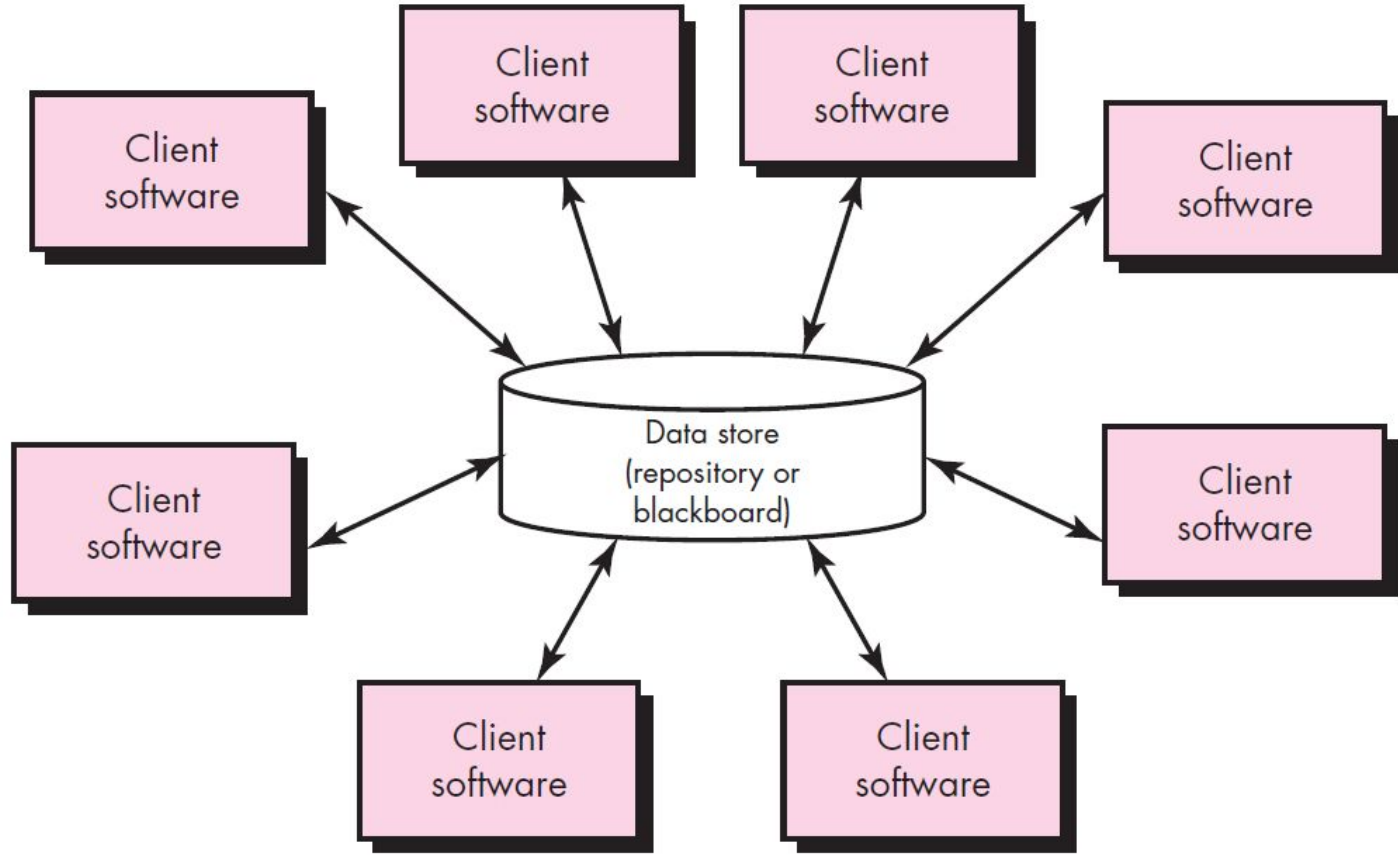 Client
software
Client
software
Client
software
Client
software
Data store
(repository or
blackboard)
Client
software
Client
software
Client
software
Client
software